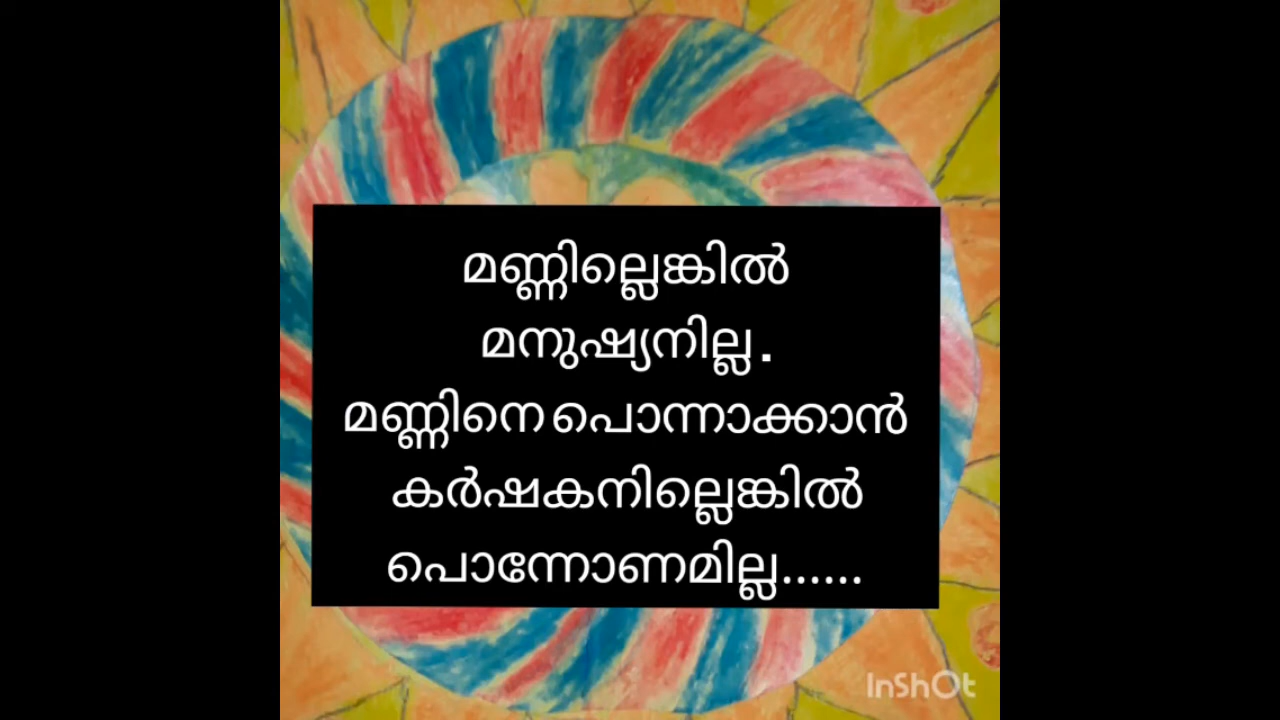 മണ്ണില്ലെങ്കിൽ
മനുഷ്യനില്ല .
മണ്ണിനെ പൊന്നാക്കാൻ
കർഷകനില്ലെങ്കിൽ
പൊന്നോണമില്ല......
InShOt